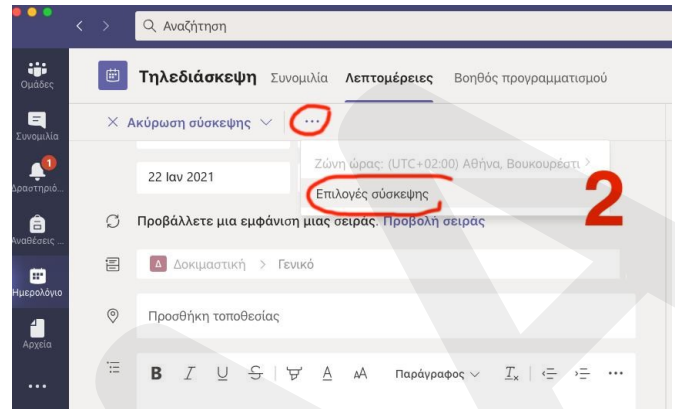 Αναζήτηση
Ομάδες
Τηλεδιάσκεψη Συνομιλία Λεπτομέρειες Βοηθός προγραμματισμού
Συνομιλία
Ακύρωση σύσκεψης
1
Δραστηριό...
22 Ιαν 2021
Ζώνη ώρας: (UTC+02:00) Αθήνα, Βουκουρέστι
Επιλογές σύσκεψης
2
Αναθέσεις ...
Προβάλλετε μια εμφάνιση μιας σειράς. Προβολή σειράς
Ημερολόγιο
Δ Δοκιμαστική > Γενικό
Αρχεία
Προσθήκη τοποθεσίας
B I U S A AA Παράγραφος